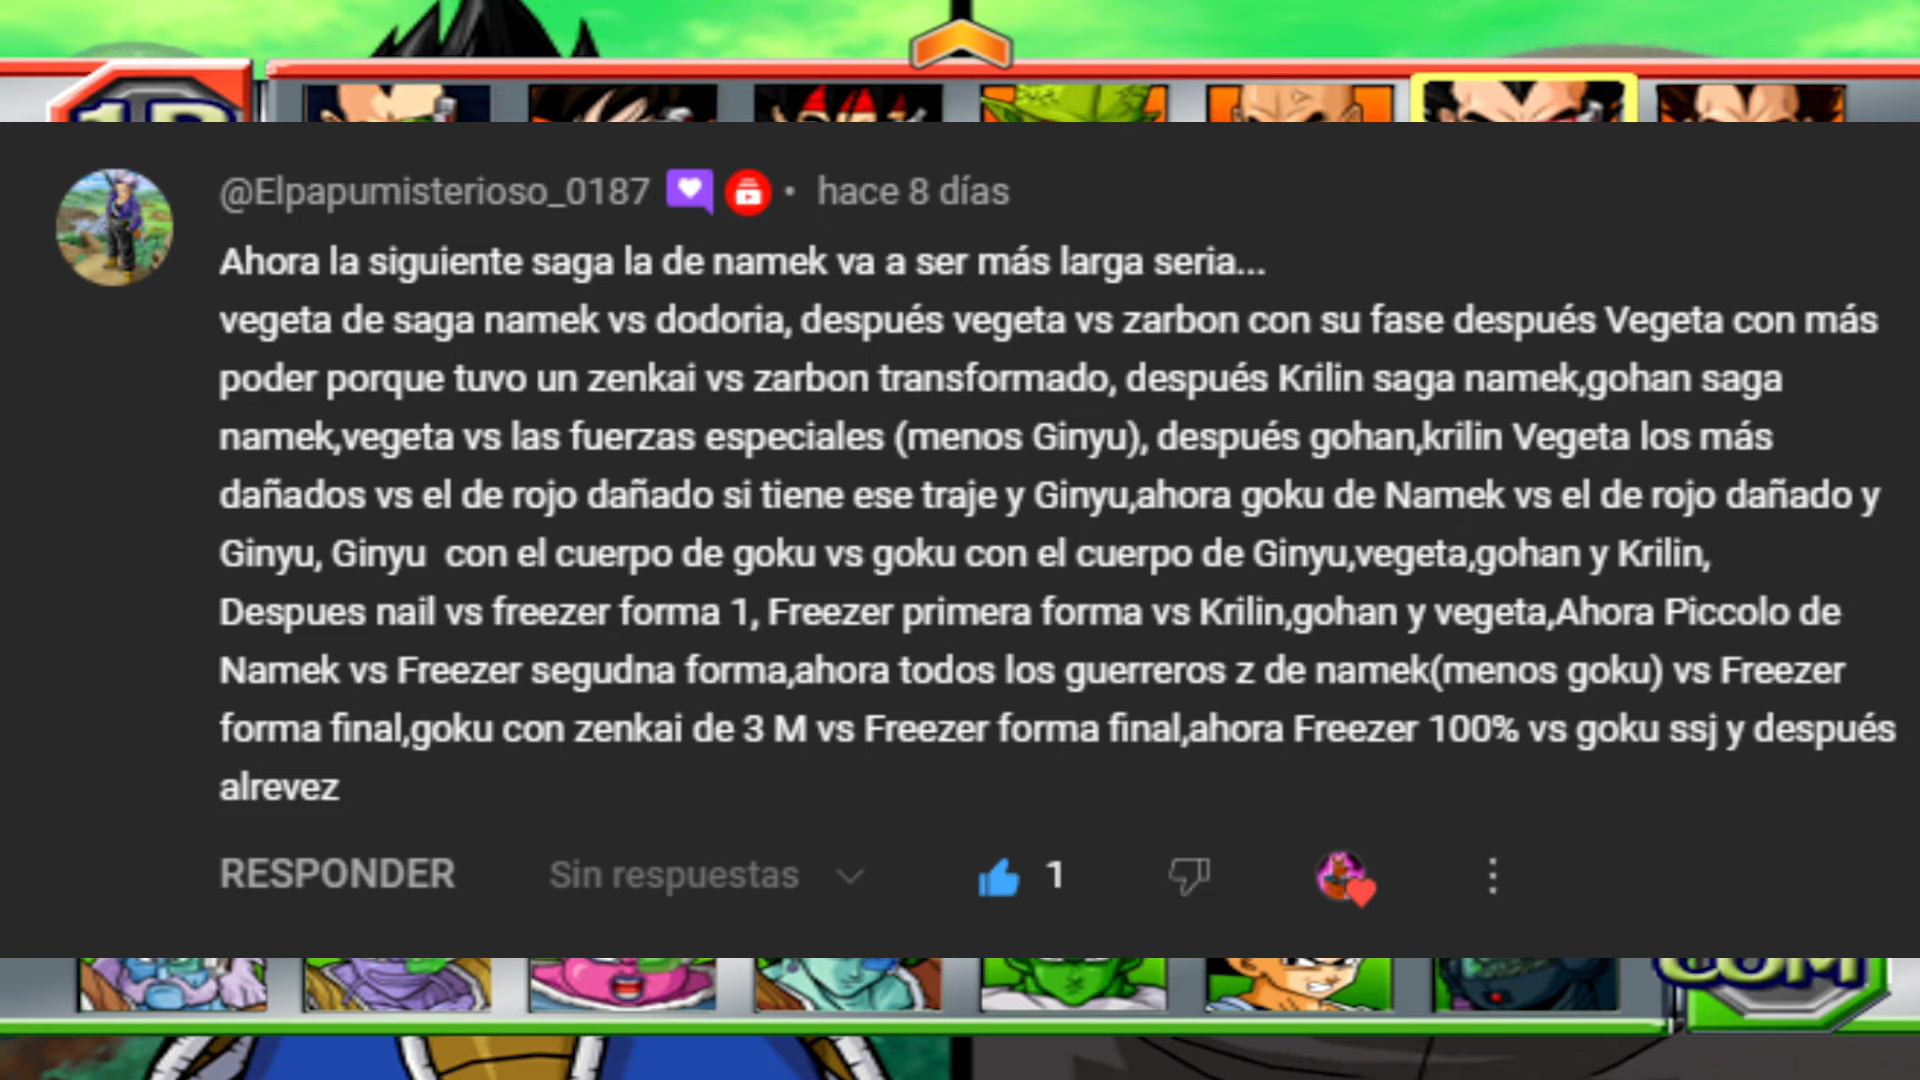 1P
@Elpapumisterioso_0187 • hace 8 días
Ahora la siguiente saga la de namek va a ser más larga seria...
vegeta de saga namek vs dodoria, después vegeta vs zarbon con su fase después Vegeta con más
poder porque tuvo un zenkai vs zarbon transformado, después Krilin saga namek,gohan saga
namek,vegeta vs las fuerzas especiales (menos Ginyu), después gohan,krilin Vegeta los más
dañados vs el de rojo dañado si tiene ese traje y Ginyu,ahora goku de Namek vs el de rojo dañado y
Ginyu, Ginyu  con el cuerpo de goku vs goku con el cuerpo de Ginyu,vegeta,gohan y Krilin,
Despues nail vs freezer forma 1, Freezer primera forma vs Krilin,gohan y vegeta,Ahora Piccolo de
Namek vs Freezer segudna forma,ahora todos los guerreros z de namek(menos goku) vs Freezer
forma final,goku con zenkai de 3 M vs Freezer forma final,ahora Freezer 100% vs goku ssj y después
alrevez
RESPONDER Sin respuestas 1
COM